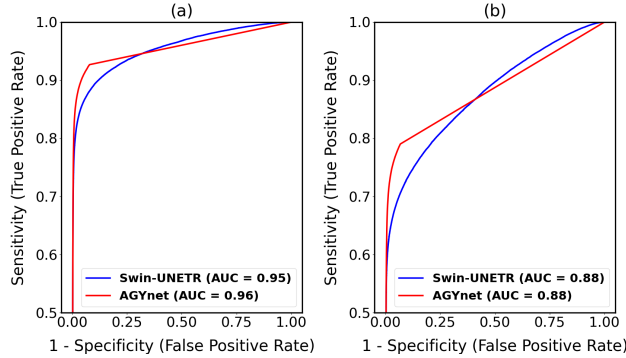 (a)
1.0
0.9
0.8
0.7
0.6
0.5
Sensitivity (True Positive Rate)
Swin-UNETR (AUC = 0.95)
AGYnet (AUC = 0.96)
0.00 0.25 0.50 0.75 1.00
1 - Specificity (False Positive Rate)
(b)
1.0
0.9
0.8
0.7
0.6
0.5
Sensitivity (True Positive Rate)
Swin-UNETR (AUC = 0.88)
AGYnet (AUC = 0.88)
0.00 0.25 0.50 0.75 1.00
1 - Specificity (False Positive Rate)